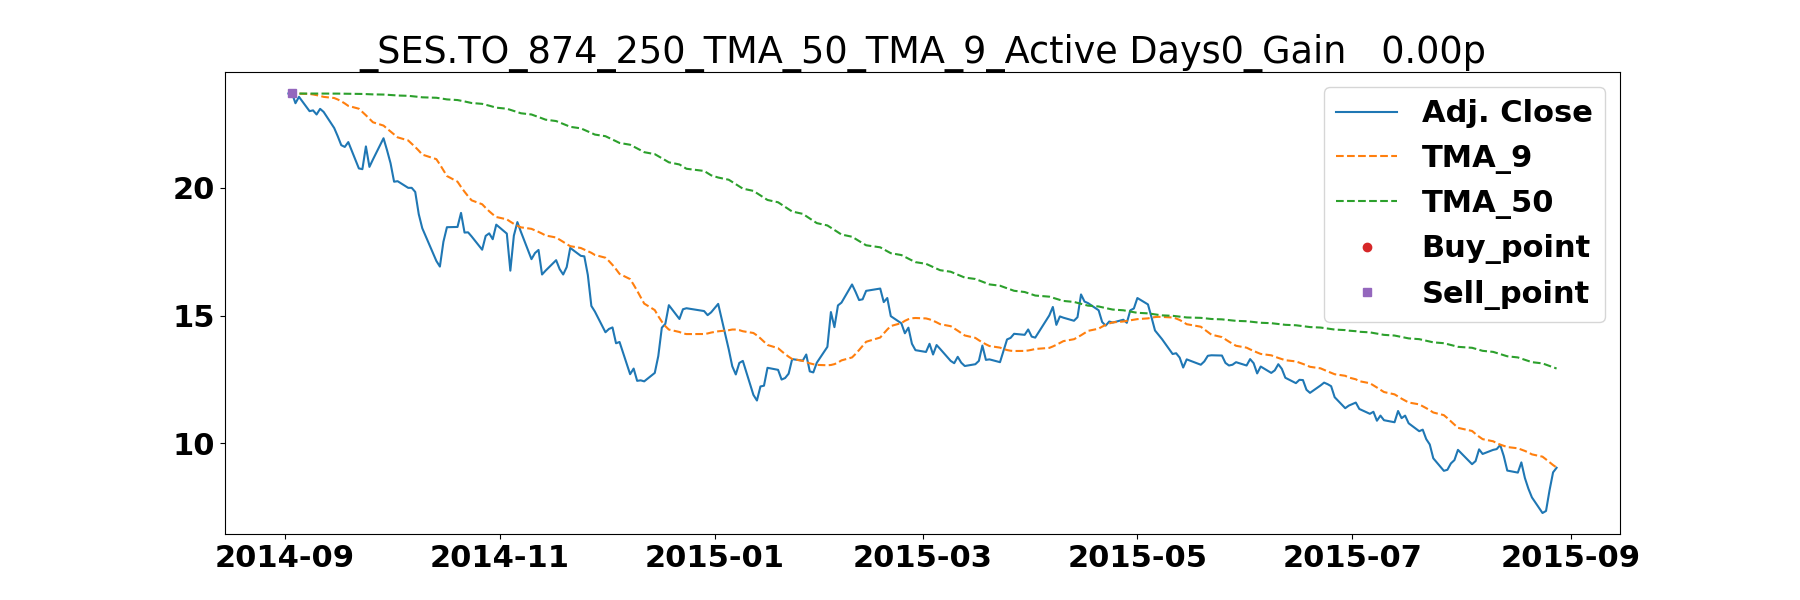 _SES.TO_874_250_TMA_50_TMA_9_Active Days0_Gain   0.00p
Adj. Close
TMA_9
TMA_50
Buy_point
Sell_point
20
15
10
2014-09 2014-11 2015-01 2015-03 2015-05 2015-07 2015-09